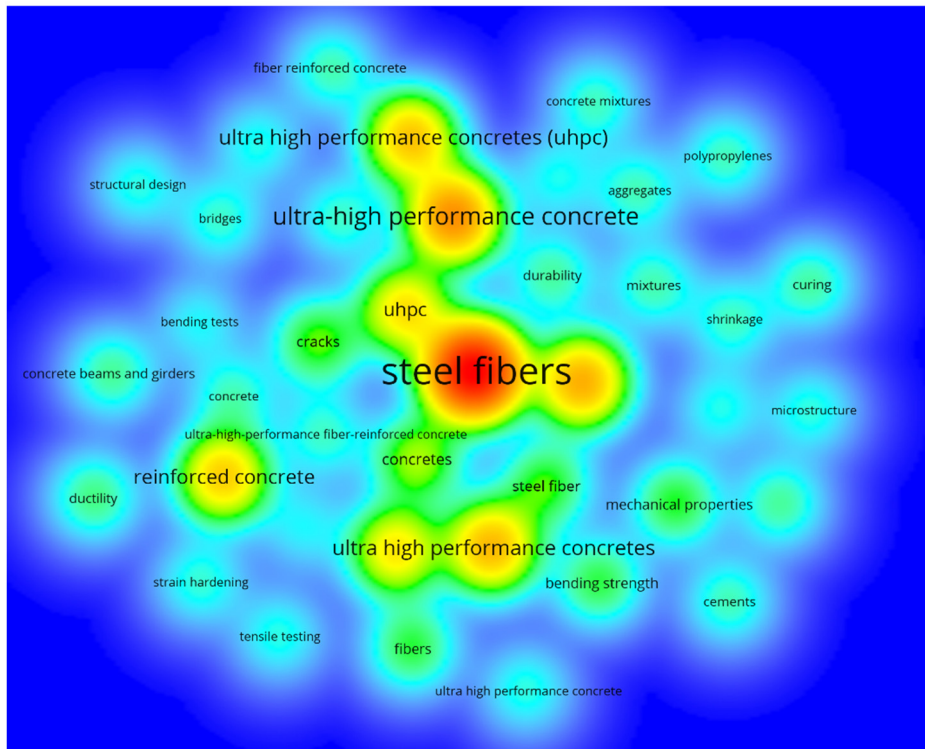 fiber reinforced concrete
concrete mixtures
ultra high performance concretes (uhpc)
polypropylenes
structural design
aggregates
bridges
ultra-high performance concrete
durability
mixtures
curing
uhpc
shrinkage
bending tests
cracks
steel fibers
concrete beams and girders
concrete
microstructure
ultra-high-performance fiber-reinforced concrete
concretes
reinforced concrete
steel fiber
ductility
mechanical properties
ultra high performance concretes
strain hardening
bending strength
cements
tensile testing
fibers
ultra high performance concrete